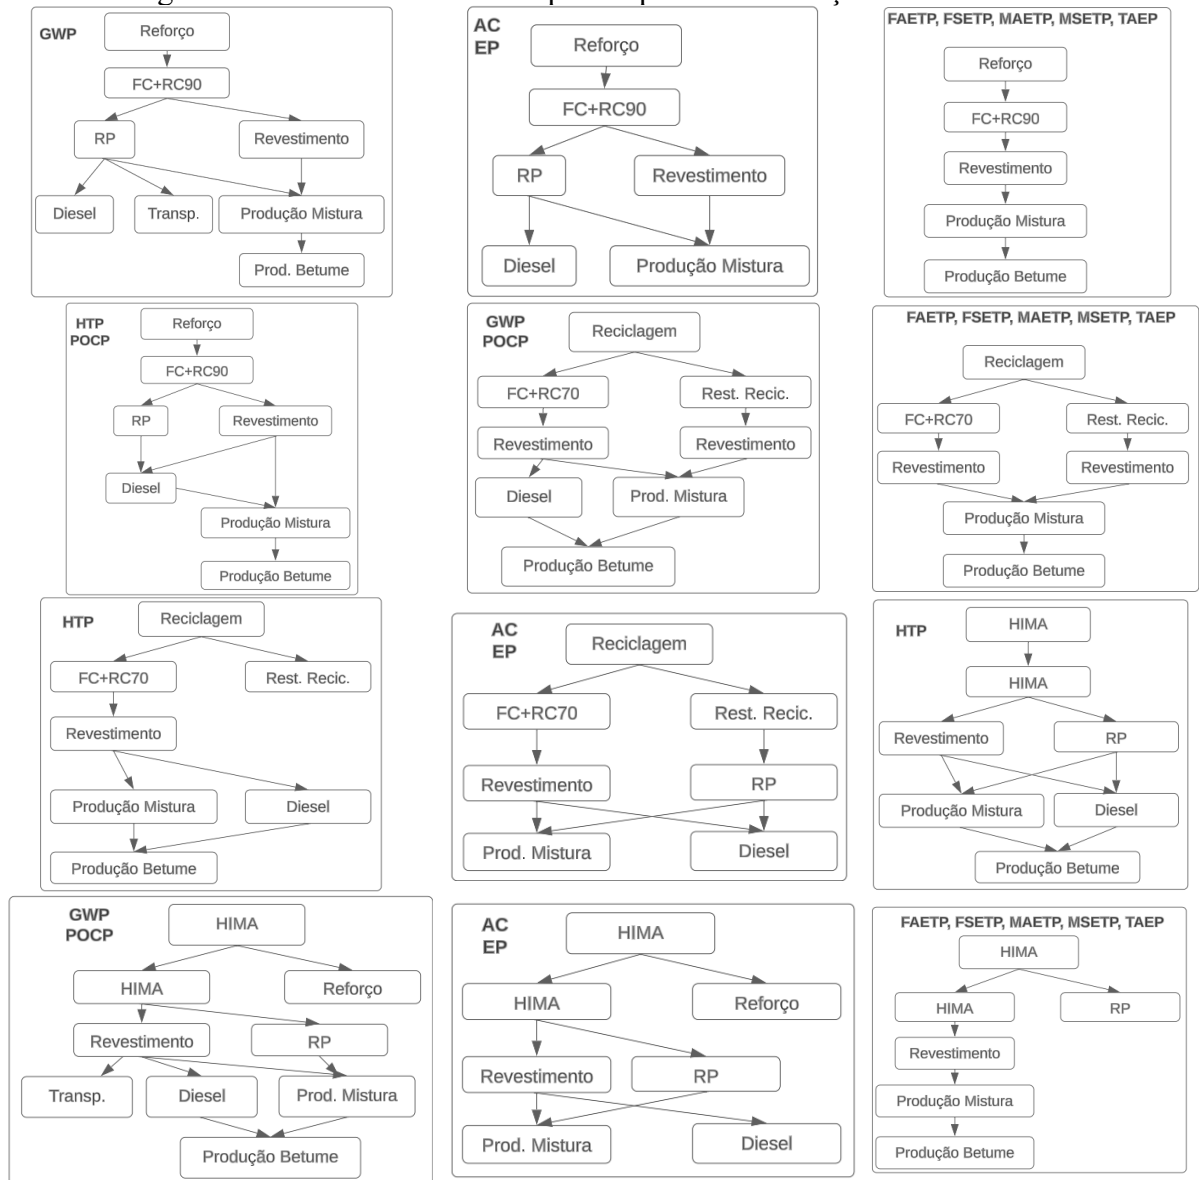 GWP
Reforço
FC+RC90
RP
Revestimento
Diesel
Transp.
Produção Mistura
Prod. Betume
AC
EP
Reforço
FC+RC90
RP
Revestimento
Diesel
Produção Mistura
FAETP, FSETP, MAETP, MSETP, TAEP
Reforço
FC+RC90
Revestimento
Produção Mistura
Produção Betume
HTP
POCP
Reforço
FC+RC90
RP
Revestimento
Diesel
Produção Mistura
Produção Betume
GWP
POCP
Reciclagem
FC+RC70
Rest. Recic.
Revestimento
Revestimento
Diesel
Prod. Mistura
Produção Betume
FAETP, FSETP, MAETP, MSETP, TAEP
Reciclagem
FC+RC70
Rest. Recic.
Revestimento
Revestimento
Produção Mistura
Produção Betume
HTP
Reciclagem
FC+RC70
Rest. Recic.
Revestimento
Produção Mistura
Diesel
Produção Betume
AC
EP
Reciclagem
FC+RC70
Rest. Recic.
Revestimento
RP
Prod. Mistura
Diesel
HTP
HIMA
HIMA
Revestimento
RP
Produção Mistura
Diesel
Produção Betume
GWP
POCP
HIMA
HIMA
Reforço
Revestimento
RP
Transp.
Diesel
Prod. Mistura
Produção Betume
AC
EP
HIMA
HIMA
Reforço
Revestimento
RP
Prod. Mistura
Diesel
FAETP, FSETP, MAETP, MSETP, TAEP
HIMA
HIMA
RP
Revestimento
Produção Mistura
Produção Betume